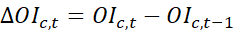 ΔOI_{c,t} = OI_{c,t} − OI_{c,t−1}